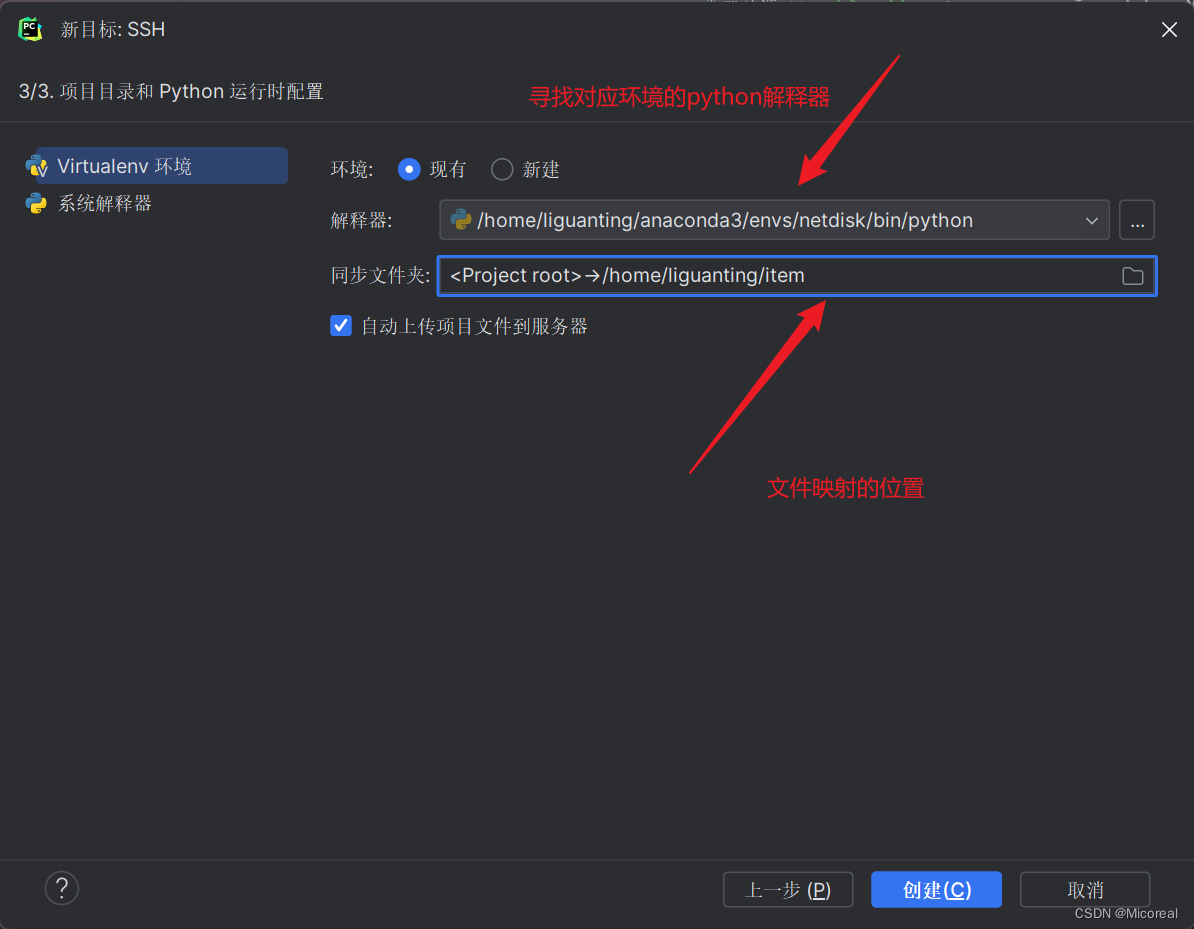 新目标: SSH
3/3. 项目目录和 Python 运行时配置
寻找对应环境的python解释器
Virtualenv 环境
系统解释器
环境: 现有 新建
解释器: /home/liguanting/anaconda3/envs/netdisk/bin/python ...
同步文件夹: <Project root>→/home/liguanting/item
自动上传项目文件到服务器
文件映射的位置
? 上一步 (P) 创建(C) 取消
CSDN @Micoreal